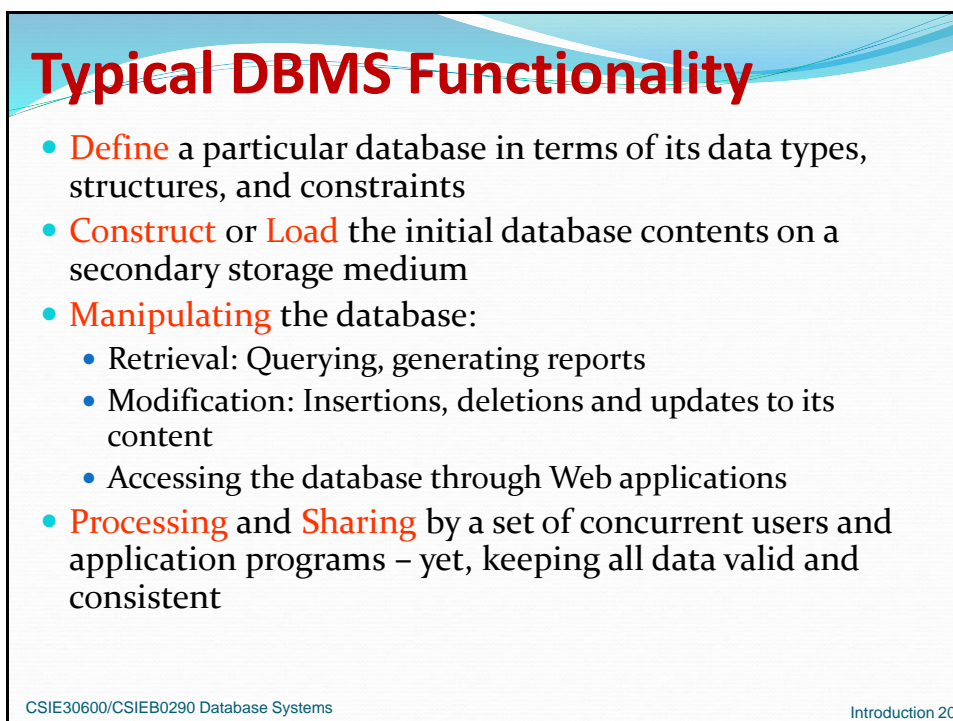 Typical DBMS Functionality
• Define a particular database in terms of its data types,
structures, and constraints
• Construct or Load the initial database contents on a
secondary storage medium
• Manipulating the database:
• Retrieval: Querying, generating reports
• Modification: Insertions, deletions and updates to its
content
• Accessing the database through Web applications
• Processing and Sharing by a set of concurrent users and
application programs – yet, keeping all data valid and
consistent
CSIE30600/CSIEB0290 Database Systems
Introduction 20